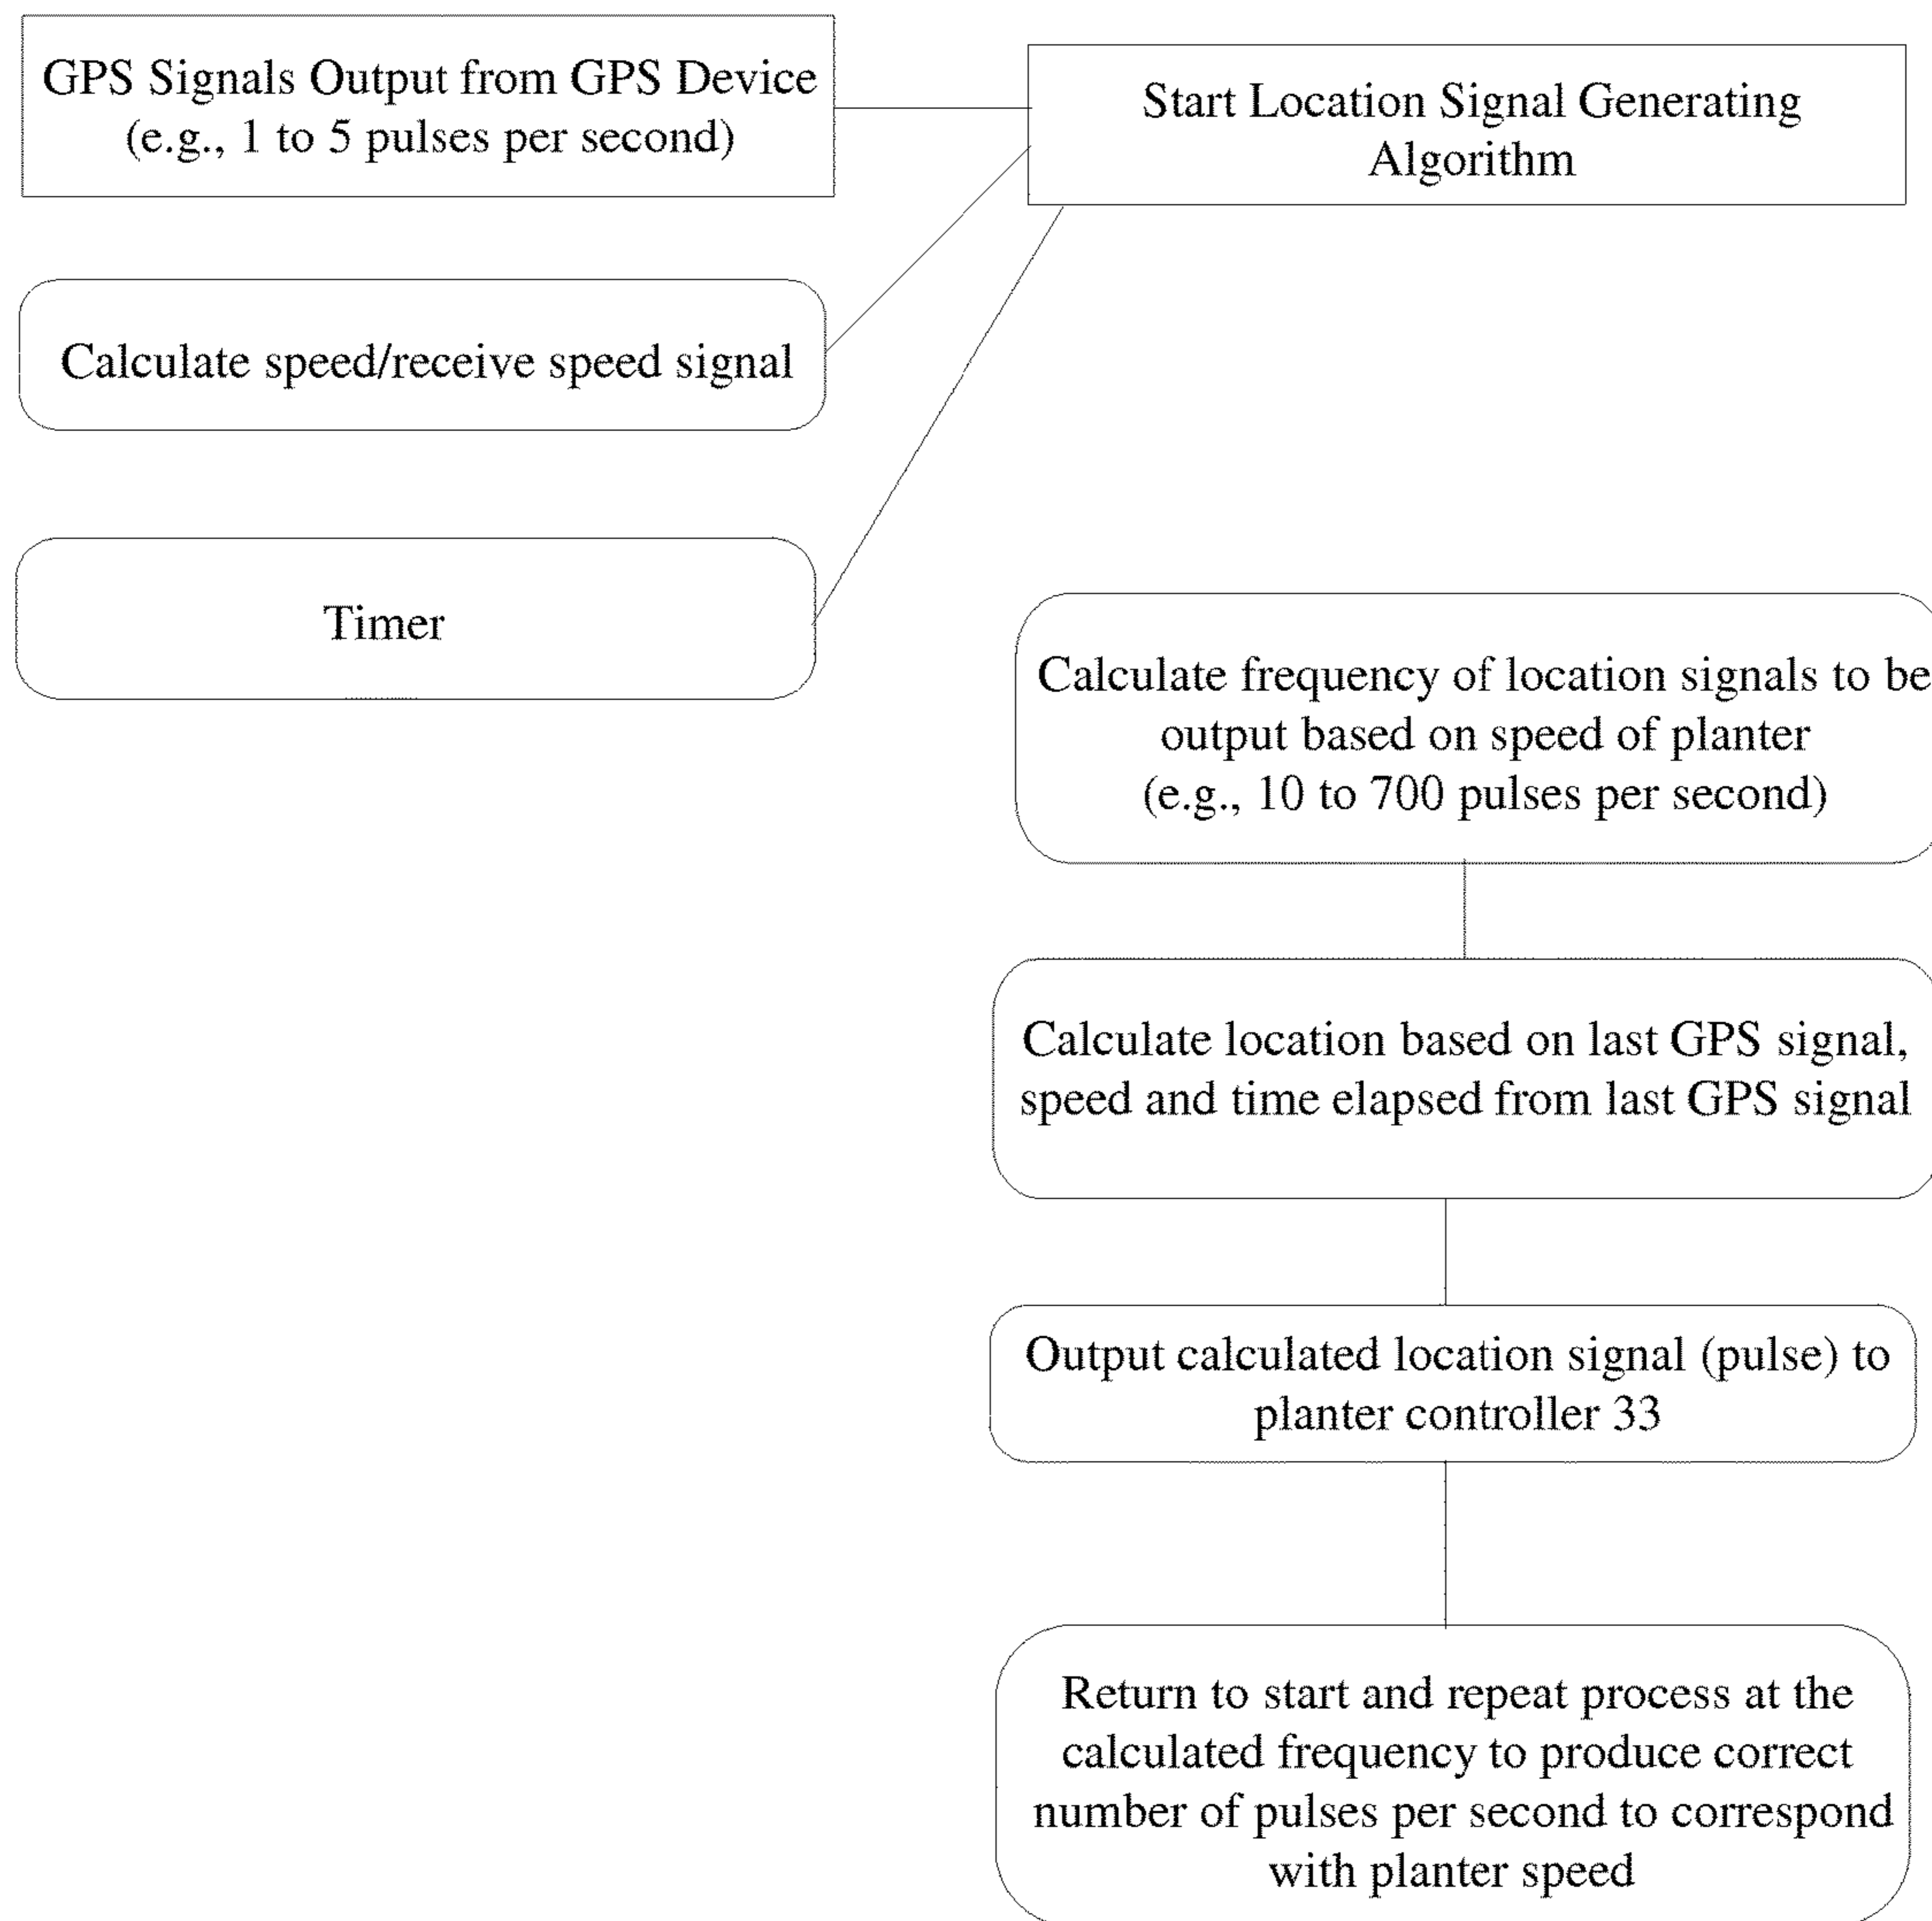 GPS Signals Output from GPS Device
(e.g., 1 to 5 pulses per second)
Start Location Signal Generating
Algorithm
Calculate speed/receive speed signal
Timer
Calculate frequency of location signals to be
output based on speed of planter
(e.g., 10 to 700 pulses per second)
Calculate location based on last GPS signal,
speed and time elapsed from last GPS signal
Output calculated location signal (pulse) to
planter controller 33
Return to start and repeat process at the
calculated frequency to produce correct
number of pulses per second to correspond
with planter speed